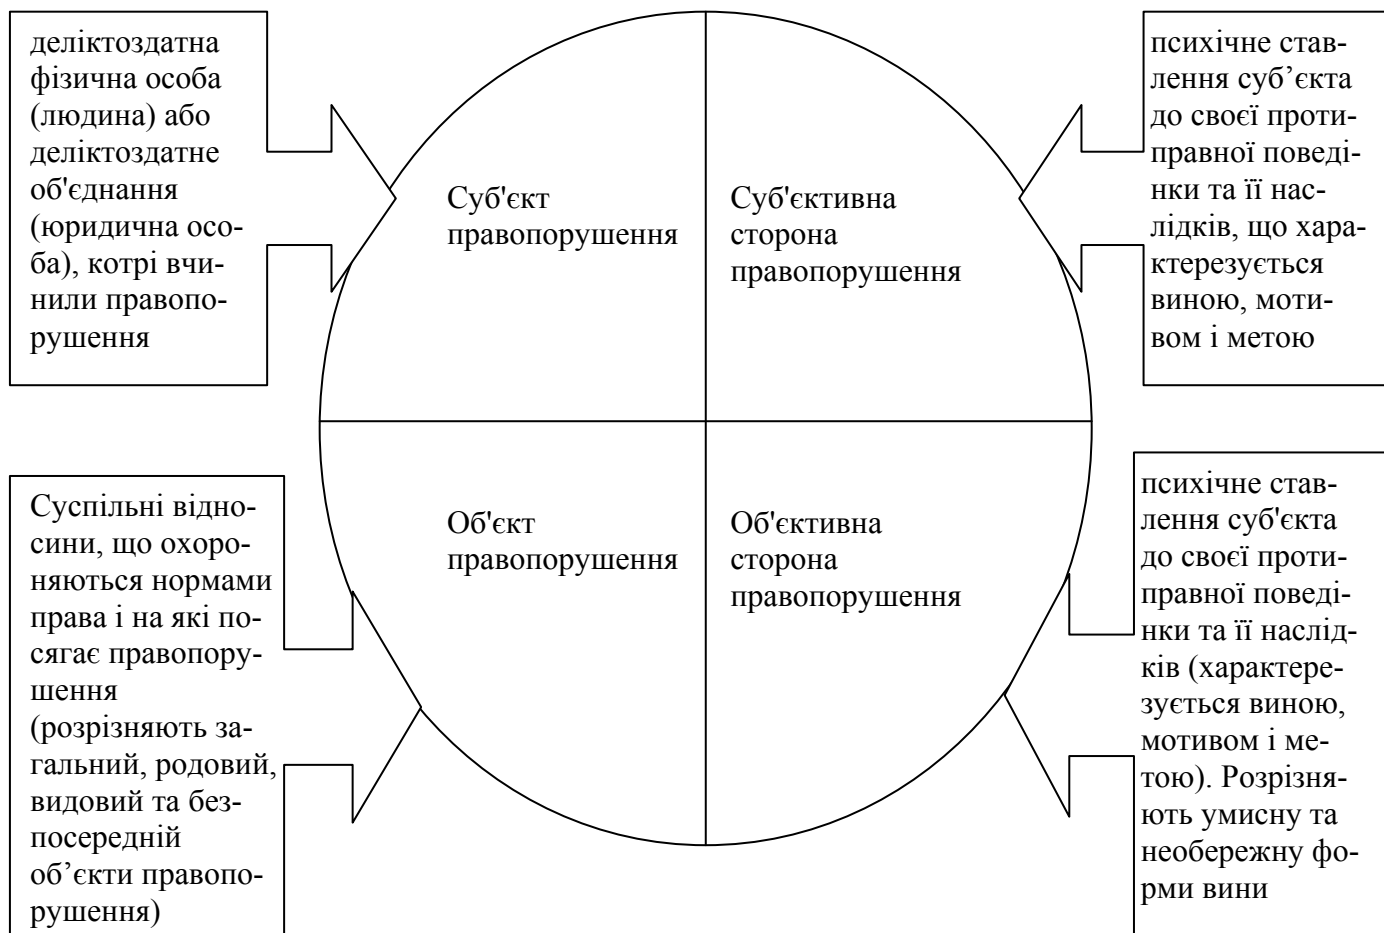 деліктоздатна
фізична особа
(людина) або
деліктоздатне
об'єднання
(юридична осо-
ба), котрі вчи-
нили правопо-
рушення
Суб'єкт
правопорушення
Суб'єктивна
сторона
правопорушення
психічне став-
лення суб’єкта
до своєї проти-
правної поведі-
нки та її нас-
лідків, що хара-
ктерезується
виною, моти-
вом і метою
Суспільні відно-
сини, що охоро-
няються нормами
права і на які по-
сягає правопору-
шення
(розрізняють за-
гальний, родовий,
видовий та без-
посередній
об’єкти правопо-
рушення)
Об'єкт
правопорушення
Об'єктивна
сторона
правопорушення
психічне став-
лення суб'єкта
до своєї проти-
правної поведі-
нки та її наслід-
ків (характере-
зується виною,
мотивом і ме-
тою). Розрізня-
ють умисну та
необережну фо-
рми вини